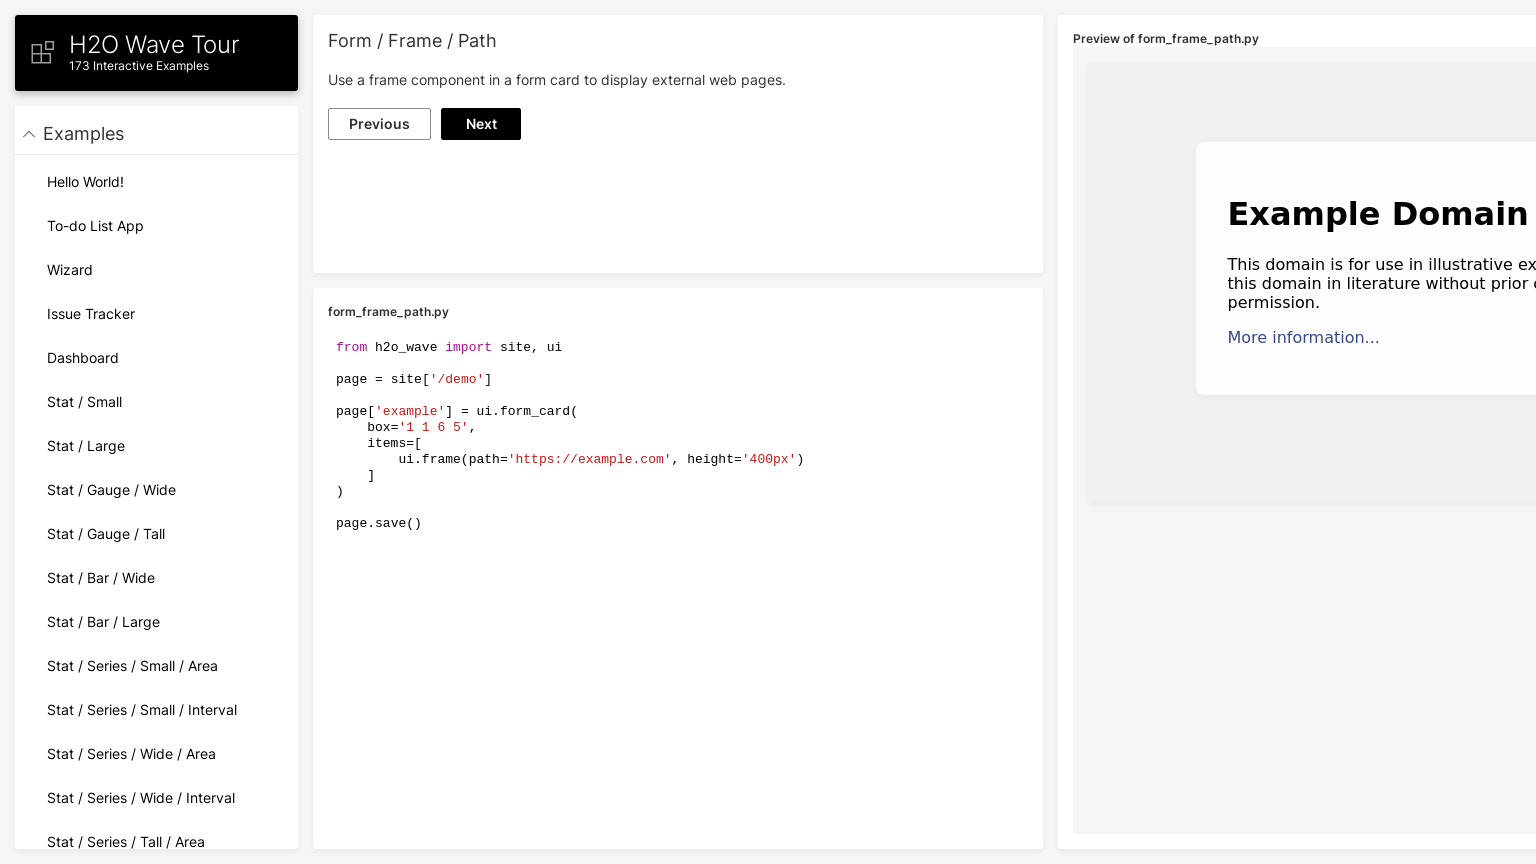 H2O Wave Tour
173 Interactive Examples
Examples
Hello World!
To-do List App
Wizard
Issue Tracker
Dashboard
Stat / Small
Stat / Large
Stat / Gauge / Wide
Stat / Gauge / Tall
Stat / Bar / Wide
Stat / Bar / Large
Stat / Series / Small / Area
Stat / Series / Small / Interval
Stat / Series / Wide / Area
Stat / Series / Wide / Interval
Stat / Series / Tall / Area
Form / Frame / Path
Use a frame component in a form card to display external web pages.
Previous Next
form_frame_path.py
from h2o_wave import site, ui
page = site['/demo']
page['example'] = ui.form_card(
    box='1 1 6 5',
    items=[
        ui.frame(path='https://example.com', height='400px')
    ]
)
page.save()
Preview of form_frame_path.py
Example Domain
This domain is for use in illustrative
this domain in literature without prior
permission.
More information...